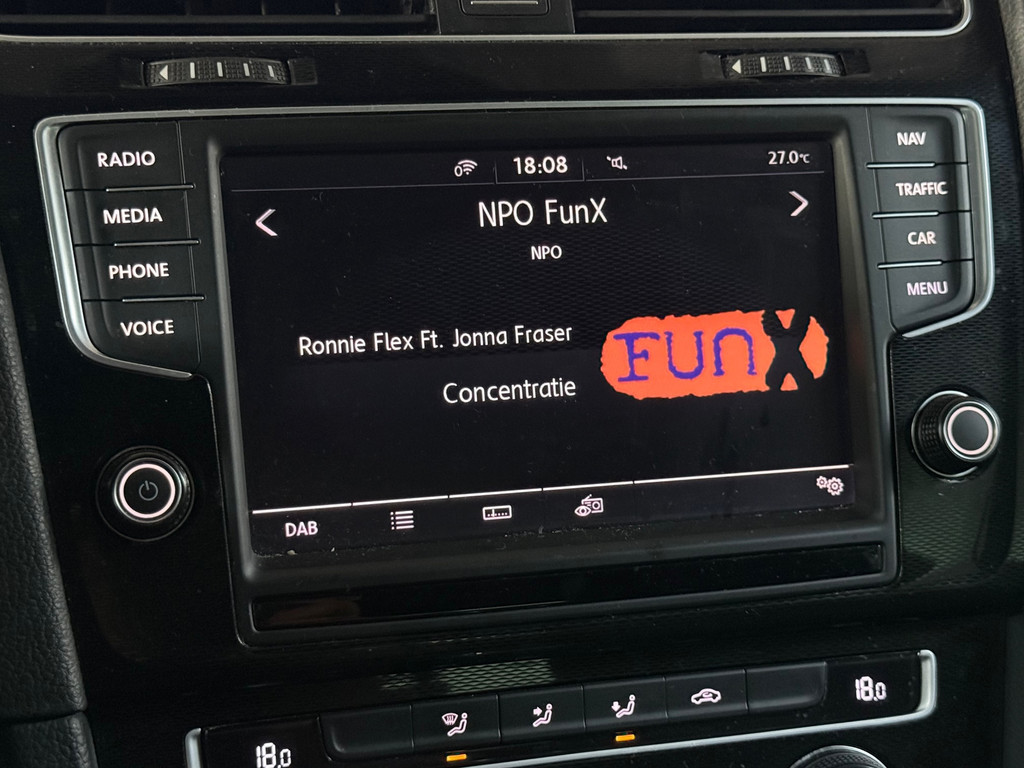 RADIO
MEDIA
PHONE
VOICE
0
18:08
27.0°C
NPO FunX
NPO
Ronnie Flex Ft. Jonna Fraser
Concentratie
FUNX
DAB
NAV
TRAFFIC
CAR
MENU
18.0
18.0